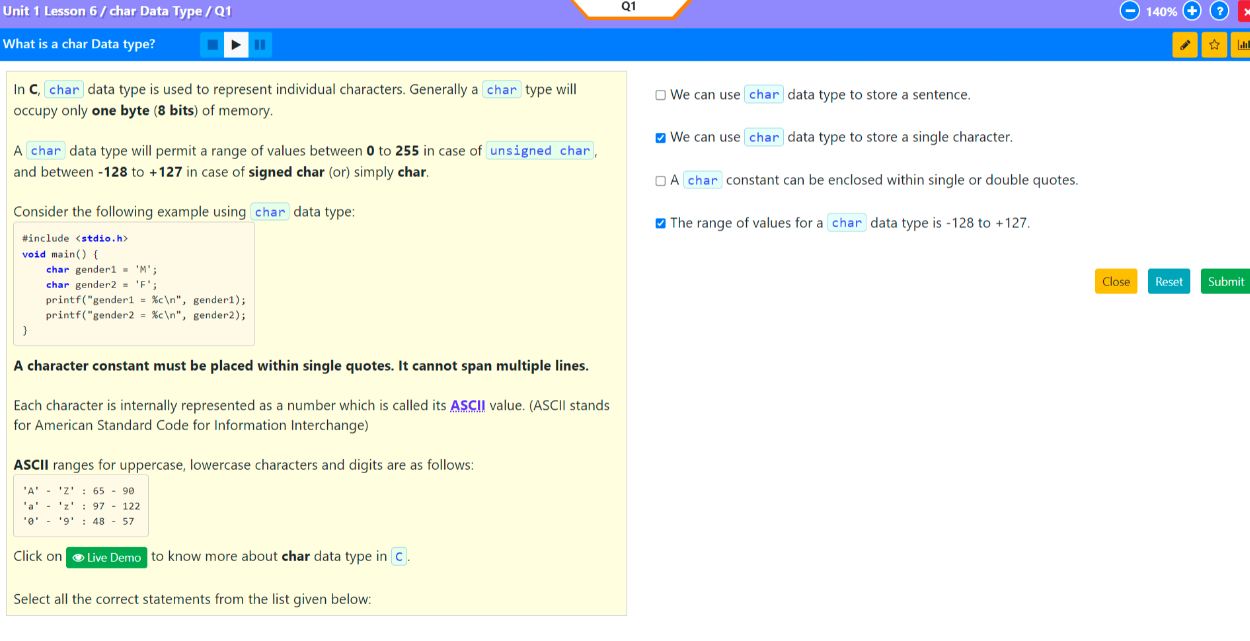 Unit 1 Lesson 6 / char Data Type / Q1
Q1
140%
?
What is a char Data type?
In C, char data type is used to represent individual characters. Generally a char type will
occupy only one byte (8 bits) of memory.
A char data type will permit a range of values between 0 to 255 in case of unsigned char,
and between -128 to +127 in case of signed char (or) simply char.
Consider the following example using char data type:
#include <stdio.h>
void main() {
    char gender1 = 'M';
    char gender2 = 'F';
    printf("gender1 = %c\n", gender1);
    printf("gender2 = %c\n", gender2);
}
A character constant must be placed within single quotes. It cannot span multiple lines.
Each character is internally represented as a number which is called its ASCII value. (ASCII stands
for American Standard Code for Information Interchange)
ASCII ranges for uppercase, lowercase characters and digits are as follows:
'A' - 'Z' : 65 - 90
'a' - 'z' : 97 - 122
'0' - '9' : 48 - 57
Click on Live Demo to know more about char data type in C.
Select all the correct statements from the list given below:
We can use char data type to store a sentence.
We can use char data type to store a single character.
A char constant can be enclosed within single or double quotes.
The range of values for a char data type is -128 to +127.
Close
Reset
Submit